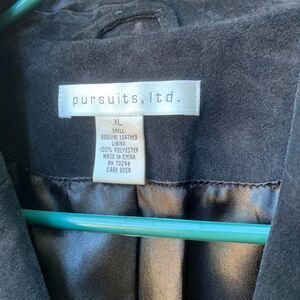 pursuits, ltd.
XL
SHELL
GENUINE LEATHER
LINING:
100% POLYESTER
MADE IN CHINA
RN 70246
CARE OVER